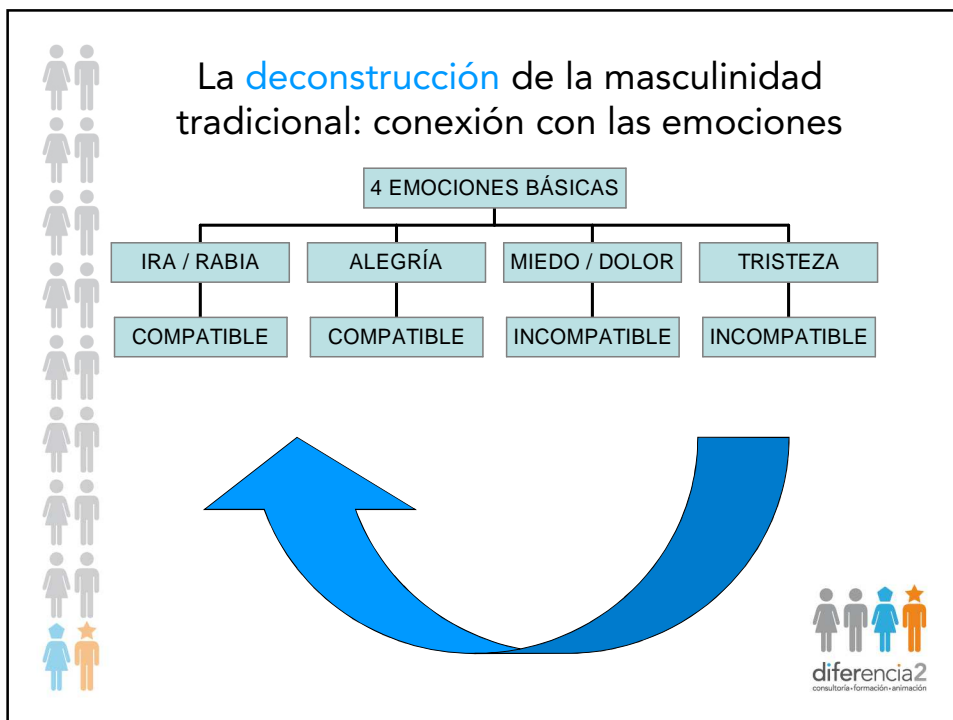 La deconstrucción de la masculinidad
tradicional: conexión con las emociones
4 EMOCIONES BÁSICAS
IRA / RABIA
ALEGRÍA
MIEDO / DOLOR
TRISTEZA
COMPATIBLE
COMPATIBLE
INCOMPATIBLE
INCOMPATIBLE
diferencia2
consultoría•formación•animación